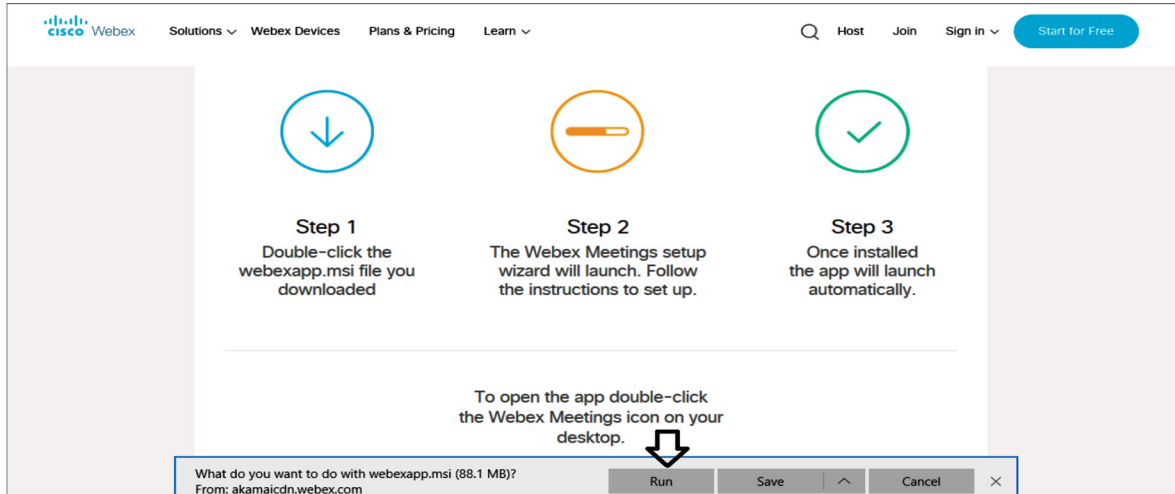 CISCO Webex Solutions Webex Devices Plans & Pricing Learn Host Join Sign in Start for Free
Step 1
Double-click the
webexapp.msi file you
downloaded
Step 2
The Webex Meetings setup
wizard will launch. Follow
the instructions to set up.
Step 3
Once installed
the app will launch
automatically.
To open the app double-click
the Webex Meetings icon on your
desktop.
What do you want to do with webexapp.msi (88.1 MB)?
From: akamaicdn.webex.com
Run Save Cancel